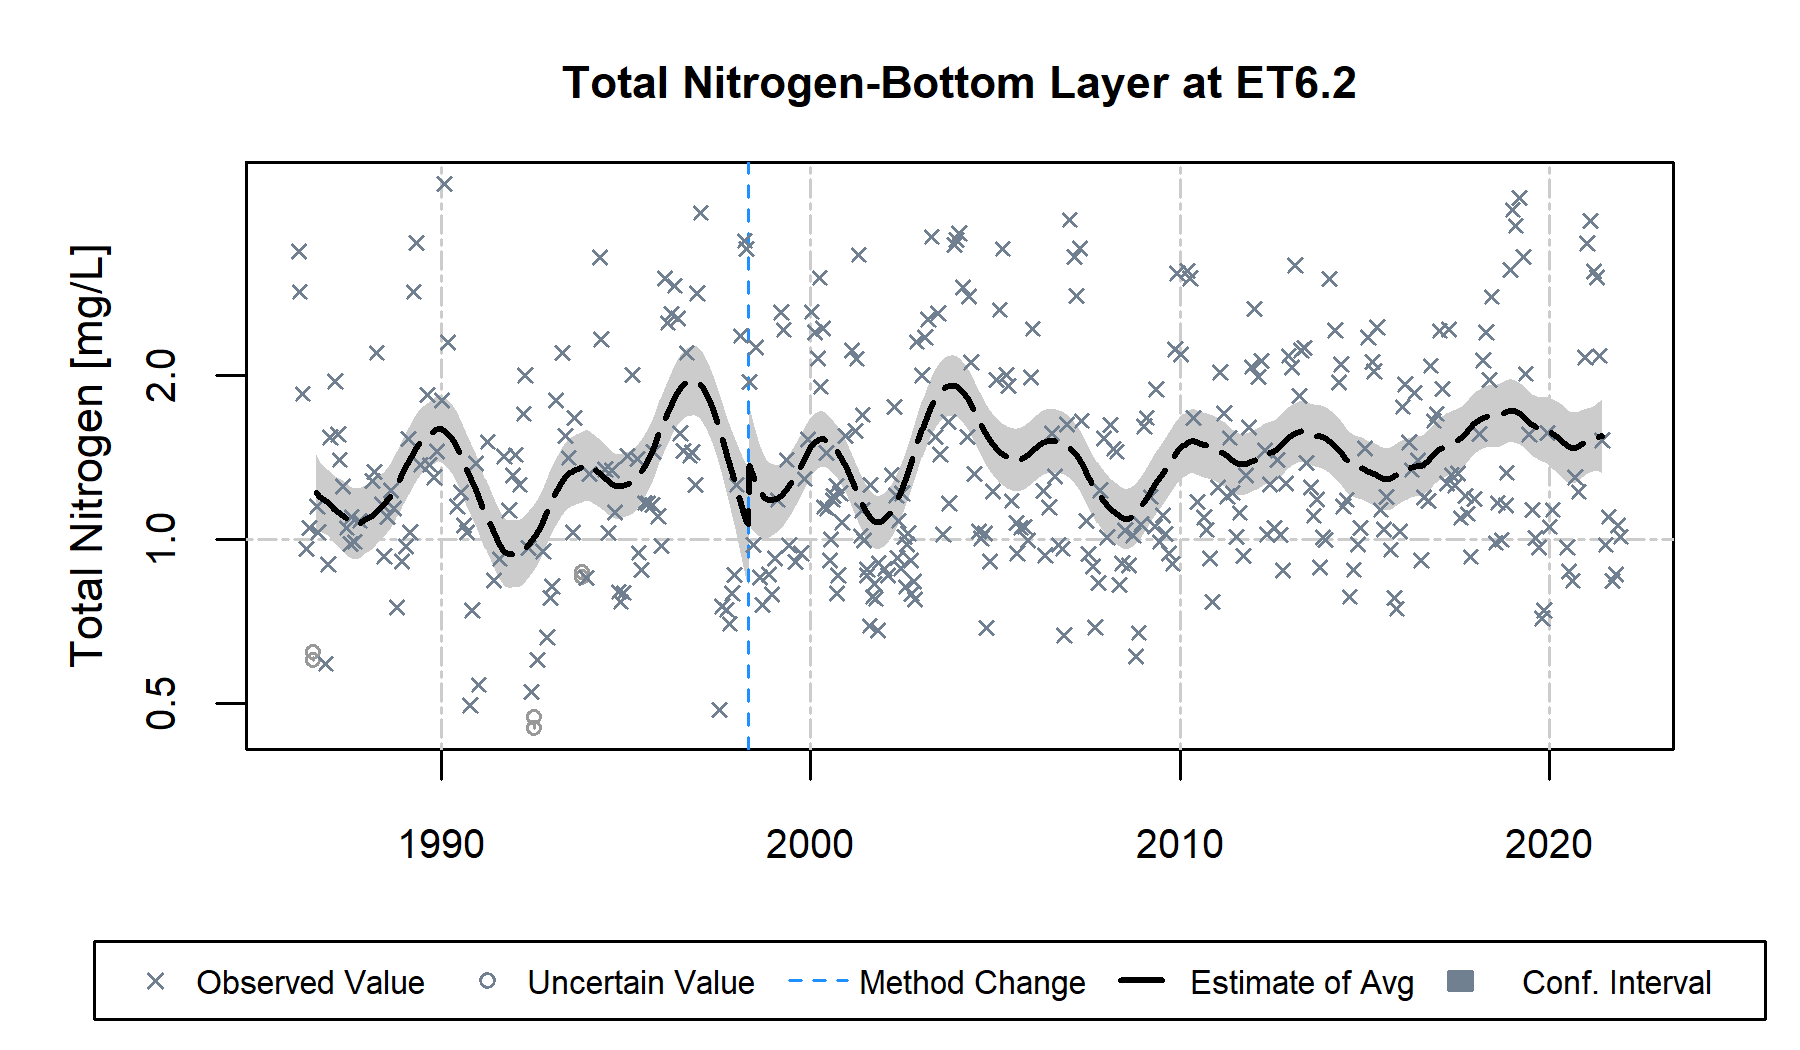 Total Nitrogen-Bottom Layer at ET6.2
Total Nitrogen [mg/L]
2.0
1.0
0.5
1990 2000 2010 2020
Observed Value Uncertain Value Method Change Estimate of Avg Conf. Interval